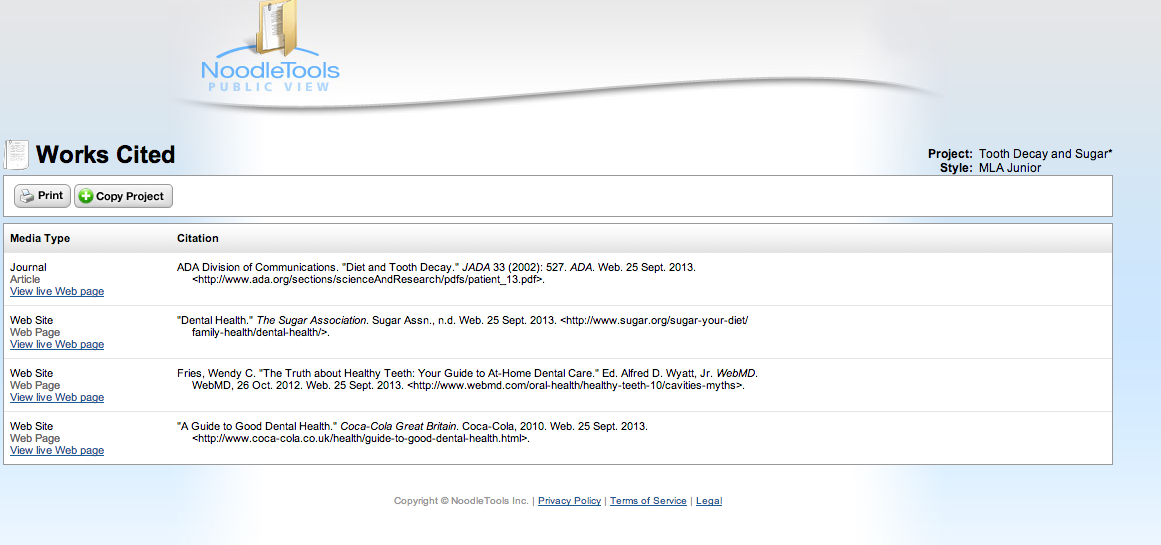 NoodleTools
PUBLIC VIEW
Works Cited
Project: Tooth Decay and Sugar*
Style: MLA Junior
Print Copy Project
Media Type Citation
Journal
Article
View live Web page
ADA Division of Communications. "Diet and Tooth Decay." JADA 33 (2002): 527. ADA. Web. 25 Sept. 2013.
<http://www.ada.org/sections/scienceAndResearch/pdfs/patient_13.pdf>.
Web Site
Web Page
View live Web page
"Dental Health." The Sugar Association. Sugar Assn., n.d. Web. 25 Sept. 2013. <http://www.sugar.org/sugar-your-diet/
family-health/dental-health/>.
Web Site
Web Page
View live Web page
Fries, Wendy C. "The Truth about Healthy Teeth: Your Guide to At-Home Dental Care." Ed. Alfred D. Wyatt, Jr. WebMD.
WebMD, 26 Oct. 2012. Web. 25 Sept. 2013. <http://www.webmd.com/oral-health/healthy-teeth-10/cavities-myths>.
Web Site
Web Page
View live Web page
"A Guide to Good Dental Health." Coca-Cola Great Britain. Coca-Cola, 2010. Web. 25 Sept. 2013.
<http://www.coca-cola.co.uk/health/guide-to-good-dental-health.html>.
Copyright © NoodleTools Inc. | Privacy Policy | Terms of Service | Legal